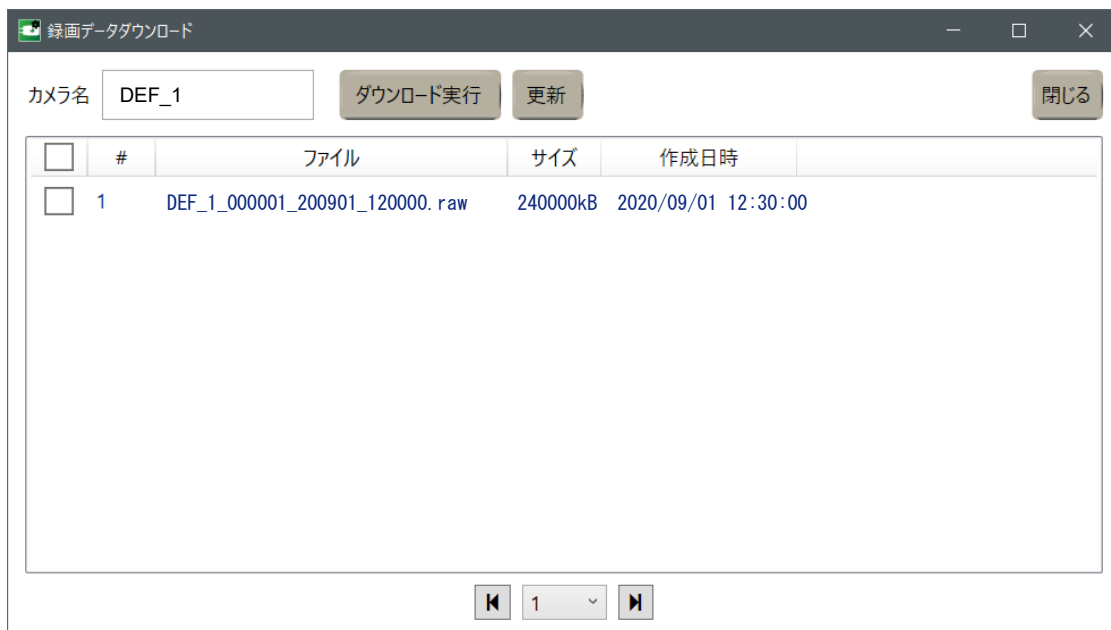 録画データダウンロード
カメラ名 DEF_1 ダウンロード実行 更新 閉じる
# ファイル サイズ 作成日時
1 DEF_1_000001_200901_120000.raw 240000kB 2020/09/01 12:30:00
1